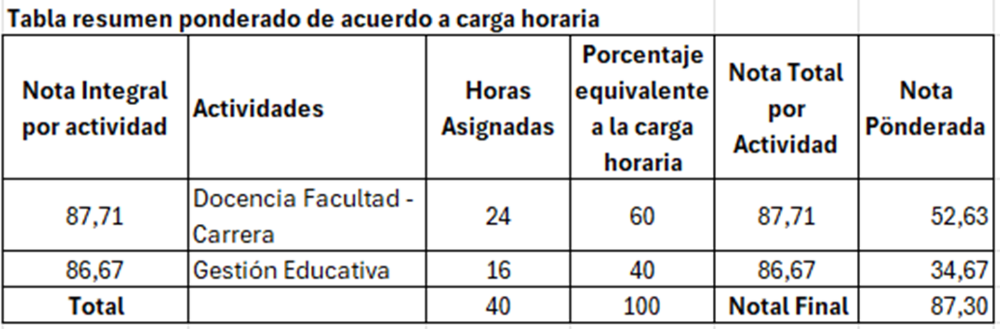 Tabla resumen ponderado de acuerdo a carga horaria
Nota Integral por actividad	Actividades	Horas Asignadas	Porcentaje equivalente a la carga horaria	Nota Total por Actividad	Nota Pönderada
87,71	Docencia Facultad - Carrera	24	60	87,71	52,63
86,67	Gestión Educativa	16	40	86,67	34,67
Total		40	100	Notal Final	87,30